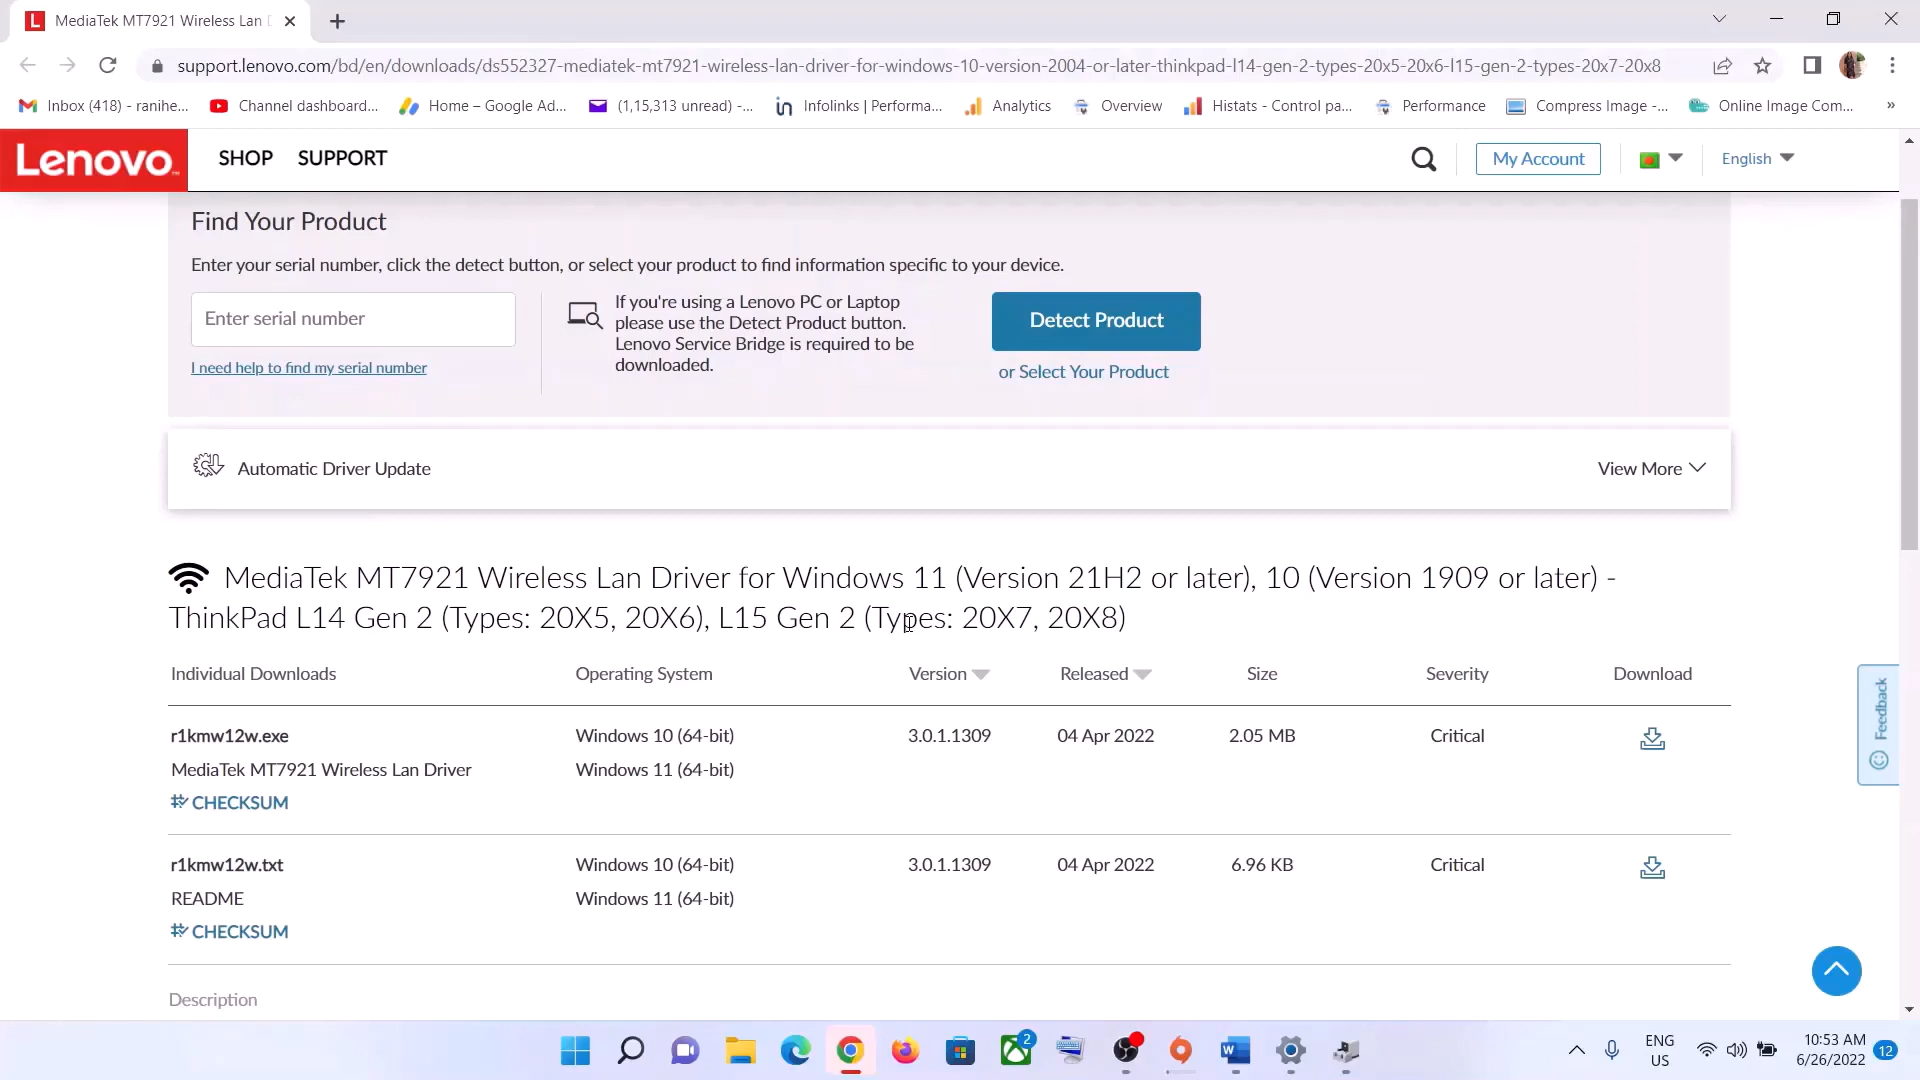 MediaTek MT7921 Wireless Lan D
support.lenovo.com/bd/en/downloads/ds552327-mediatek-mt7921-wireless-lan-driver-for-windows-10-version-2004-or-later-thinkpad-l14-gen-2-types-20x5-20x6-l15-gen-2-types-20x7-20x8
Inbox (418) - ranihe... Channel dashboard... Home – Google Ad... (1,15,313 unread) -... Infolinks | Performa... Analytics Overview Histats - Control pa... Performance Compress Image -... Online Image Com... »
Lenovo SHOP SUPPORT My Account English
Find Your Product
Enter your serial number, click the detect button, or select your product to find information specific to your device.
Enter serial number
I need help to find my serial number
If you're using a Lenovo PC or Laptop
please use the Detect Product button.
Lenovo Service Bridge is required to be
downloaded.
Detect Product
or Select Your Product
Automatic Driver Update View More
MediaTek MT7921 Wireless Lan Driver for Windows 11 (Version 21H2 or later), 10 (Version 1909 or later) -
ThinkPad L14 Gen 2 (Types: 20X5, 20X6), L15 Gen 2 (Types: 20X7, 20X8)
Individual Downloads Operating System Version Released Size Severity Download
r1kmw12w.exe Windows 10 (64-bit) 3.0.1.1309 04 Apr 2022 2.05 MB Critical
MediaTek MT7921 Wireless Lan Driver Windows 11 (64-bit)
CHECKSUM
r1kmw12w.txt Windows 10 (64-bit) 3.0.1.1309 04 Apr 2022 6.96 KB Critical
README Windows 11 (64-bit)
CHECKSUM
Description
Feedback
2
ENG
US
10:53 AM
6/26/2022
12